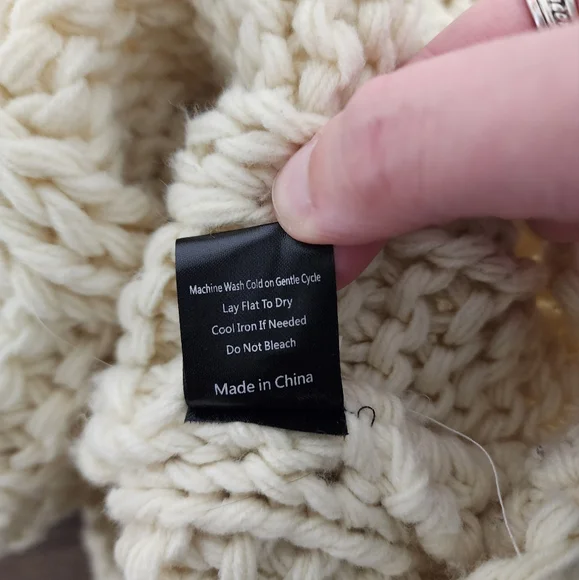 Machine Wash Cold on Gentle Cycle
Lay Flat To Dry
Cool Iron If Needed
Do Not Bleach
Made in China